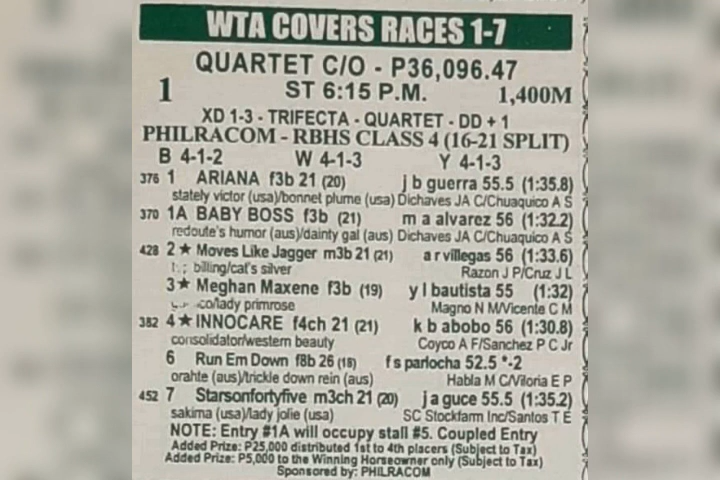 WTA COVERS RACES 1-7
QUARTET C/O - P36,096.47
1 ST 6:15 P.M. 1,400M
XD 1-3 - TRIFECTA - QUARTET - DD + 1
PHILRACOM - RBHS CLASS 4 (16-21 SPLIT)
B 4-1-2 W 4-1-3 Y 4-1-3
376 1 ARIANA f3b 21 (20) j b guerra 55.5 (1:35.8)
stately victor (usa)/bonnet plume (usa) Dichaves JA C/Chuaquico A S
370 1A BABY BOSS f3b (21) m a alvarez 56 (1:32.2)
redoute's humor (aus)/dainty gal (aus) Dichaves JA C/Chuaquico A S
428 2★ Moves Like Jagger m3b 21 (21) a r villegas 56 (1:33.6)
billing/cat's silver Razon J P/Cruz J L
3★ Meghan Maxene f3b (19) y l bautista 55 (1:32)
co/lady primrose Magno N M/Vicente C M
382 4★ INNOCARE f4ch 21 (21) k b abobo 56 (1:30.8)
consolidator/western beauty Coyco A F/Sanchez P C Jr
6 Run Em Down f8b 26 (18) f s parlocha 52.5 *-2
orahte (aus)/trickle down rein (aus) Habla M C/Viloria E P
452 7 Starsonfortyfive m3ch 21 (20) j a guce 55.5 (1:35.2)
sakima (usa)/lady jolie (usa) SC Stockfarm Inc/Santos T E
NOTE: Entry #1A will occupy stall #5. Coupled Entry
Added Prize: P25,000 distributed 1st to 4th placers (Subject to Tax)
Added Prize: P5,000 to the Winning Horseowner only (Subject to Tax)
Sponsored by: PHILRACOM